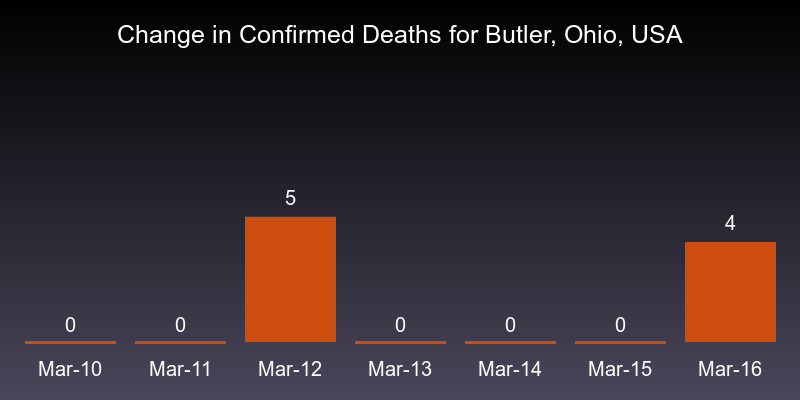 Change in Confirmed Deaths for Butler, Ohio, USA
5
4
0 0 0 0 0
Mar-10 Mar-11 Mar-12 Mar-13 Mar-14 Mar-15 Mar-16